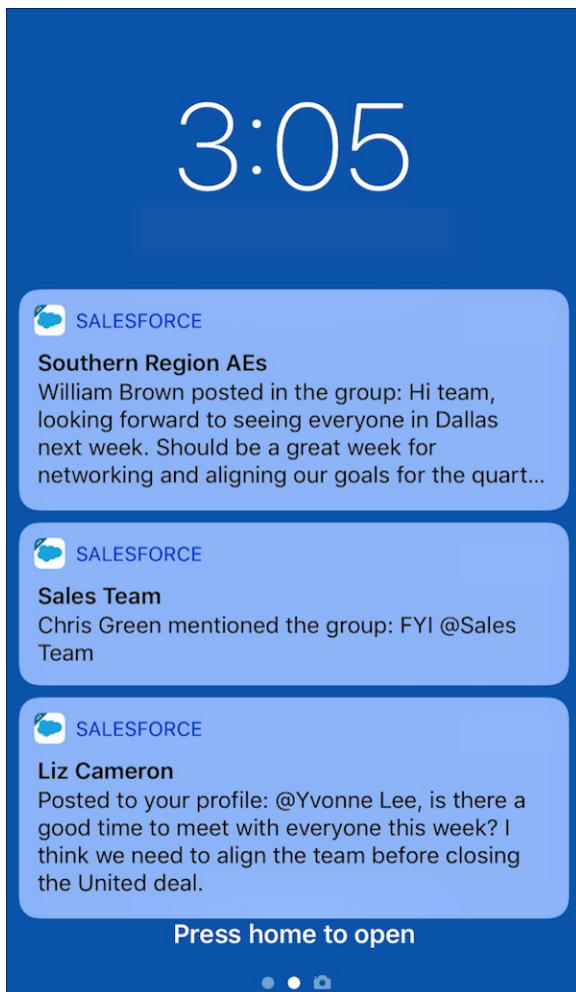 3:05
SALESFORCE
Southern Region AEs
William Brown posted in the group: Hi team,
looking forward to seeing everyone in Dallas
next week. Should be a great week for
networking and aligning our goals for the quart...
SALESFORCE
Sales Team
Chris Green mentioned the group: FYI @Sales
Team
SALESFORCE
Liz Cameron
Posted to your profile: @Yvonne Lee, is there a
good time to meet with everyone this week? I
think we need to align the team before closing
the United deal.
Press home to open